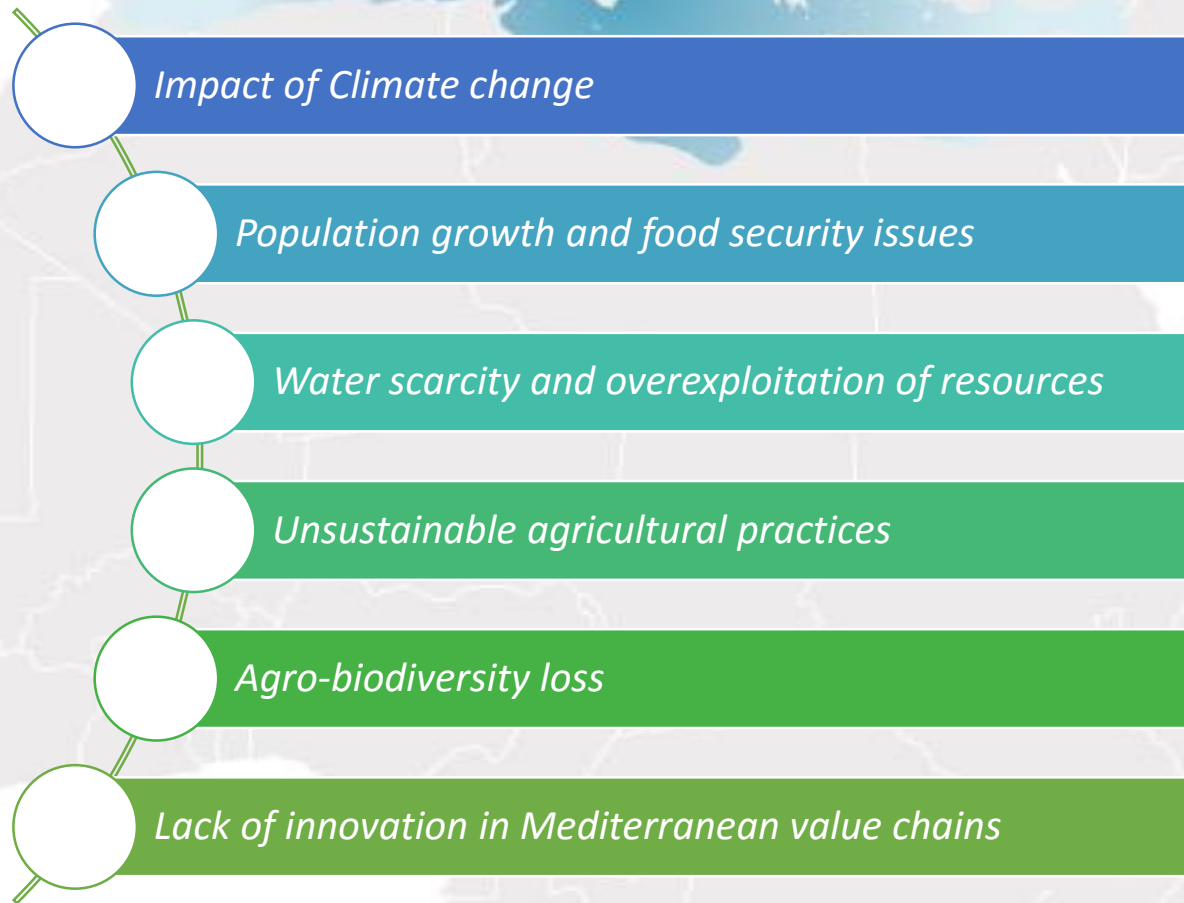 Impact of Climate change
Population growth and food security issues
Water scarcity and overexploitation of resources
Unsustainable agricultural practices
Agro-biodiversity loss
Lack of innovation in Mediterranean value chains